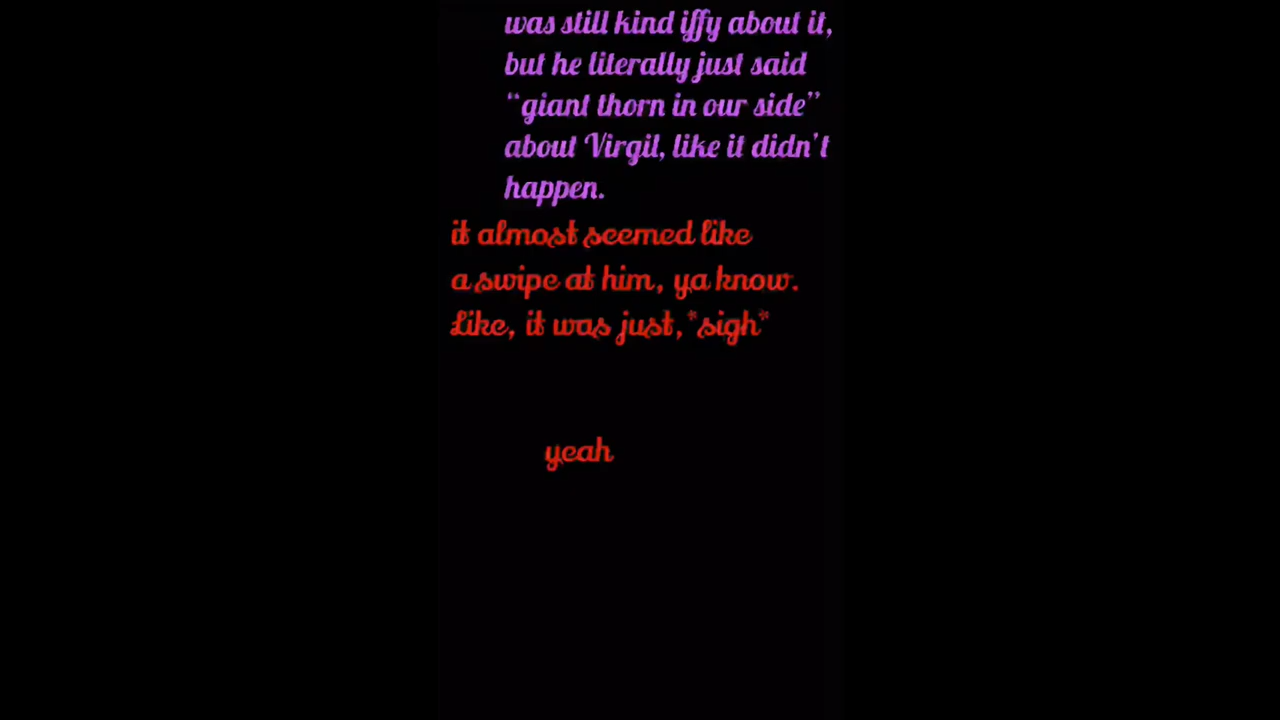 was still kind iffy about it,
but he literally just said
“giant thorn in our side”
about Virgil, like it didn’t
happen.
it almost seemed like
a swipe at him, ya know.
Like, it was just,*sigh*
yeah